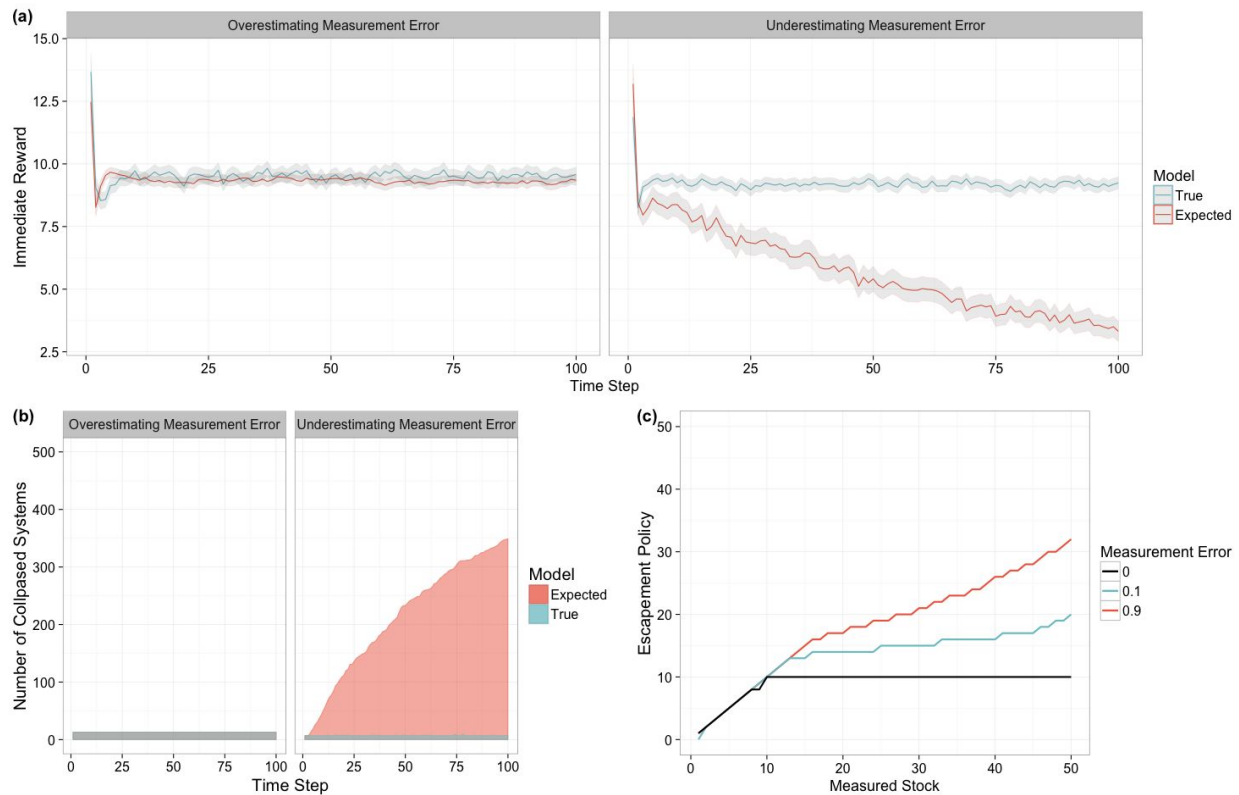 (a)
Overestimating Measurement Error
Underestimating Measurement Error
15.0
12.5
10.0
7.5
5.0
2.5
Immediate Reward
0
25
50
75
100
0
25
50
75
100
Time Step
Model
True
Expected
(b)
Overestimating Measurement Error
Underestimating Measurement Error
500
400
300
200
100
0
Number of Collpased Systems
0
25
50
75
100
0
25
50
75
100
Time Step
Model
Expected
True
(c)
50
40
30
20
10
0
Escapement Policy
0
10
20
30
40
50
Measured Stock
Measurement Error
0
0.1
0.9